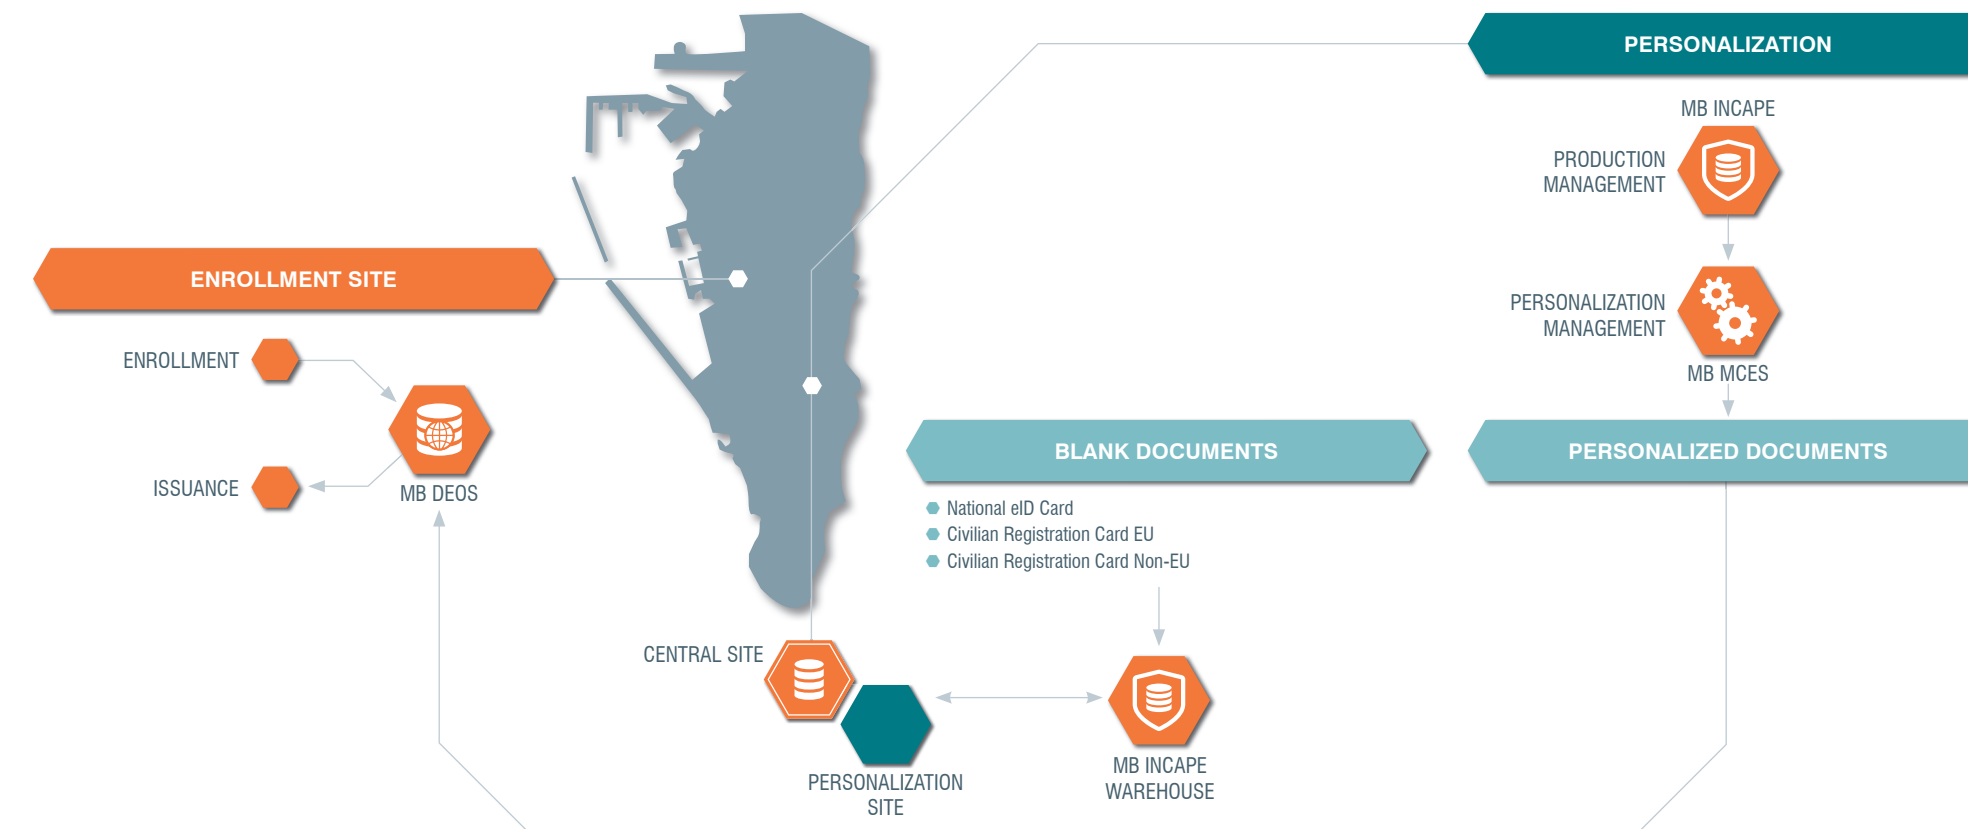 PERSONALIZATION
MB INCAPE
PRODUCTION
MANAGEMENT
PERSONALIZATION
MANAGEMENT
MB MCES
ENROLLMENT SITE
ENROLLMENT
ISSUANCE
MB DEOS
BLANK DOCUMENTS
National eID Card
Civilian Registration Card EU
Civilian Registration Card Non-EU
PERSONALIZED DOCUMENTS
CENTRAL SITE
PERSONALIZATION
SITE
MB INCAPE
WAREHOUSE